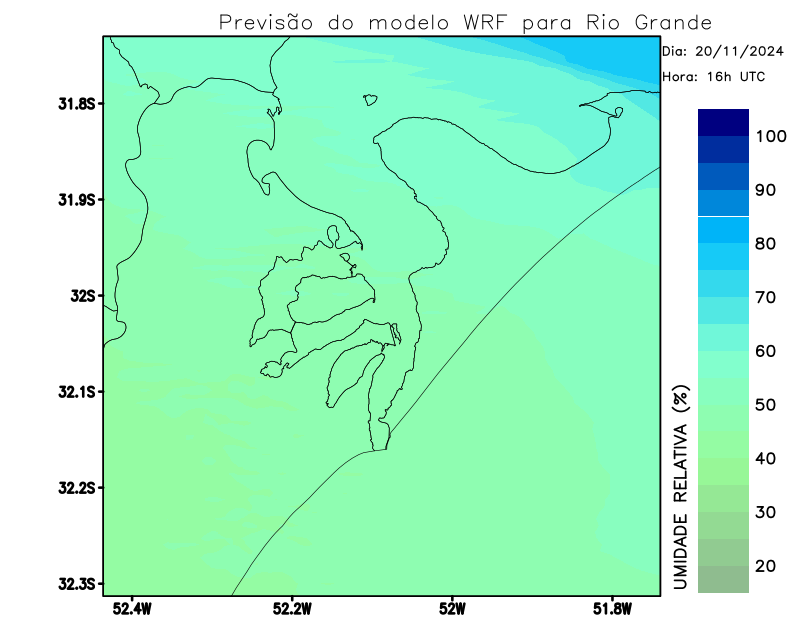 Previsão do modelo WRF para Rio Grande
Dia: 20/11/2024
Hora: 16h UTC
31.8S
31.9S
32S
32.1S
32.2S
32.3S
52.4W
52.2W
52W
51.8W
UMIDADE RELATIVA (%)
100
90
80
70
60
50
40
30
20